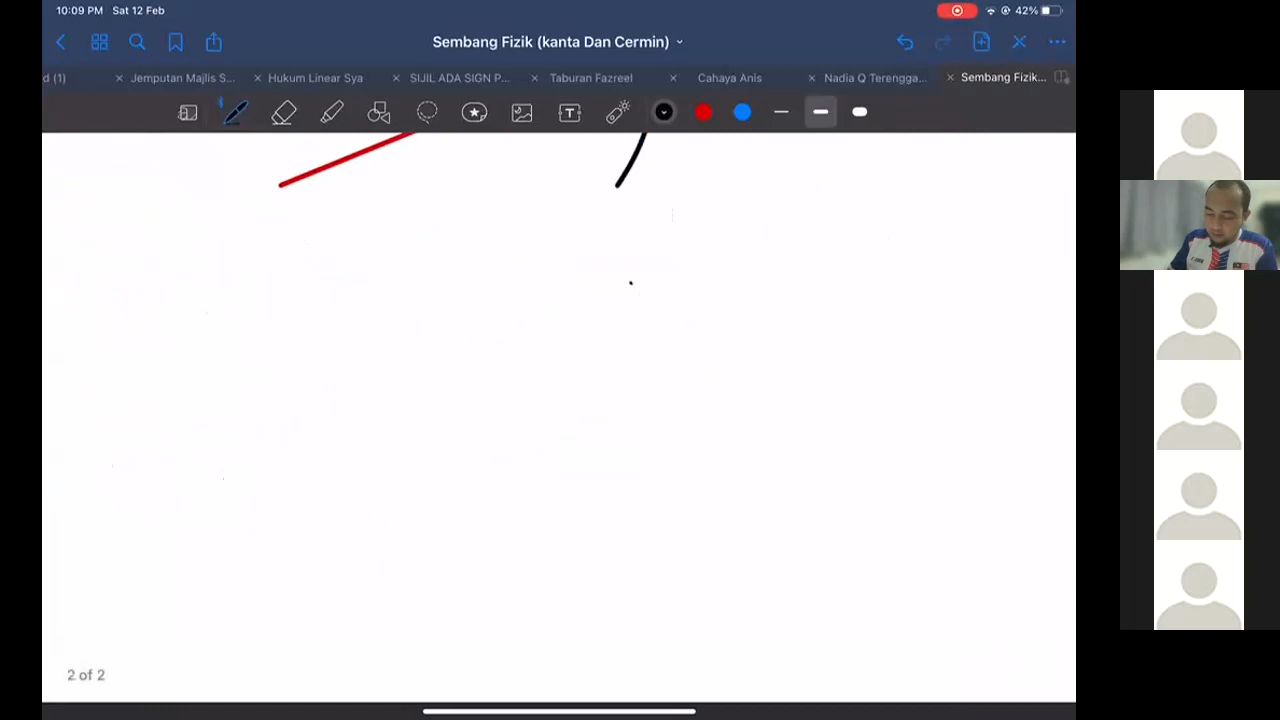 10:09 PM Sat 12 Feb
42%
Sembang Fizik (kanta Dan Cermin)
d (1)
Jemputan Majlis S...
Hukum Linear Sya
SIJIL ADA SIGN P...
Taburan Fazreel
Cahaya Anis
Nadia Q Terengga...
Sembang Fizik...
T
2 of 2